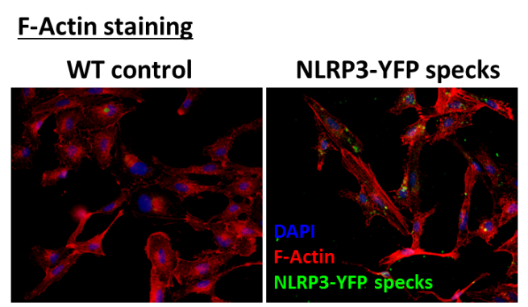 F-Actin staining
WT control
NLRP3-YFP specks
DAPI
F-Actin
NLRP3-YFP specks